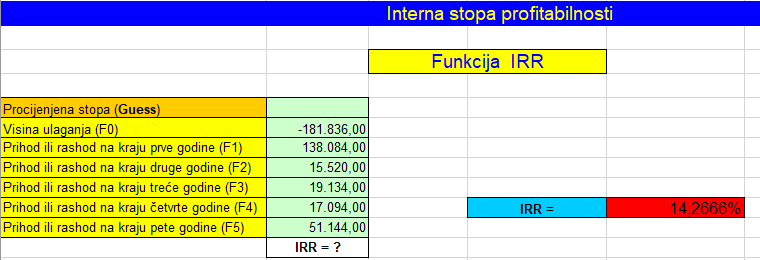 Interna stopa profitabilnosti
Funkcija IRR
Procijenjena stopa (Guess)
Visina ulaganja (F0) -181.836,00
Prihod ili rashod na kraju prve godine (F1) 138.084,00
Prihod ili rashod na kraju druge godine (F2) 15.520,00
Prihod ili rashod na kraju treće godine (F3) 19.134,00
Prihod ili rashod na kraju četvrte godine (F4) 17.094,00 IRR = 14,2666%
Prihod ili rashod na kraju pete godine (F5) 51.144,00
IRR = ?